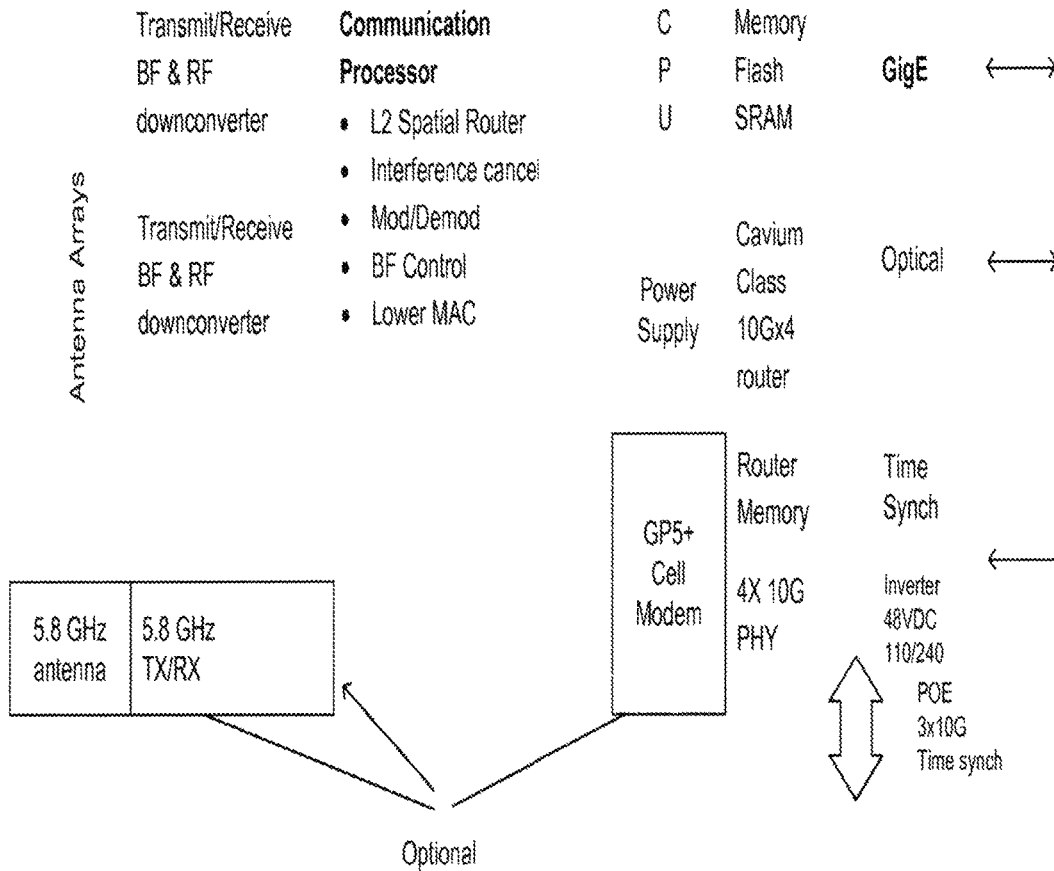 Transmit/Receive
BF & RF
downconverter
Communication
Processor
• L2 Spatial Router
• Interference cancel
• Mod/Demod
• BF Control
• Lower MAC
C
P
U
Memory
Flash
SRAM
GigE
Antenna Arrays
Transmit/Receive
BF & RF
downconverter
Power
Supply
Cavium
Class
10Gx4
router
Optical
GP5+
Cell
Modem
Router
Memory
4X 10G
PHY
Time
Synch
Inverter
48VDC
110/240
POE
3x10G
Time synch
5.8 GHz
antenna
5.8 GHz
TX/RX
Optional